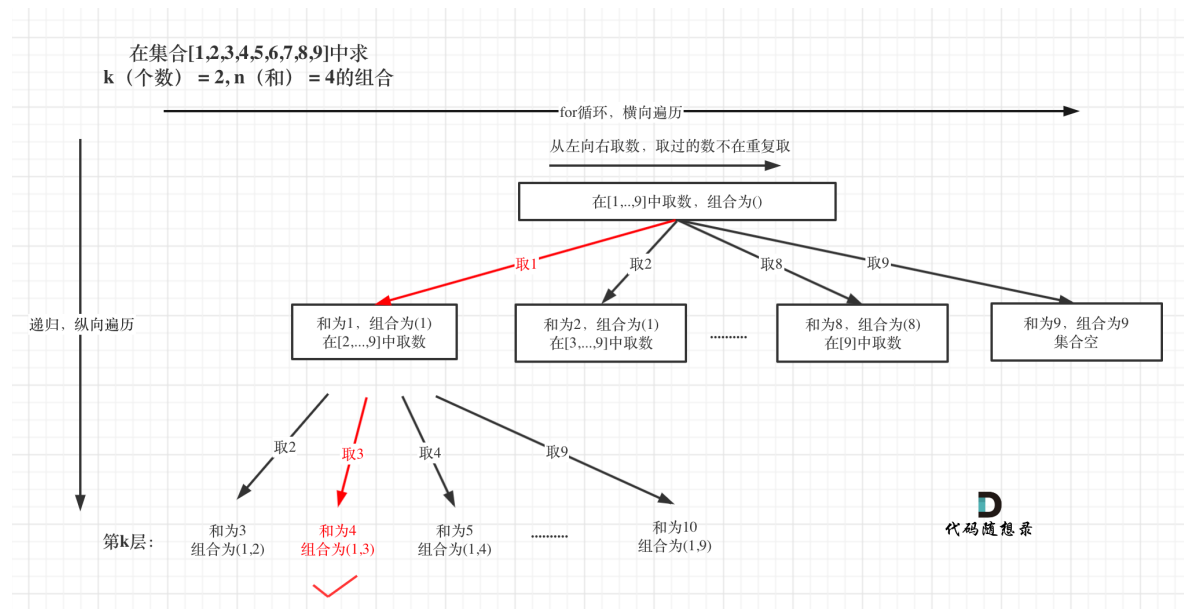 在集合[1,2,3,4,5,6,7,8,9]中求
k（个数）= 2, n（和）= 4的组合
for循环，横向遍历
从左向右取数，取过的数不在重复取
在[1,..,9]中取数，组合为()
取1
取2
取8
取9
递归，纵向遍历
和为1，组合为(1)
在[2,...,9]中取数
和为2，组合为(1)
在[3,...,9]中取数
..........
和为8，组合为(8)
在[9]中取数
和为9，组合为9
集合空
取2
取3
取4
取9
第k层：
和为3
组合为(1,2)
和为4
组合为(1,3)
和为5
组合为(1,4)
..........
和为10
组合为(1,9)
代码随想录